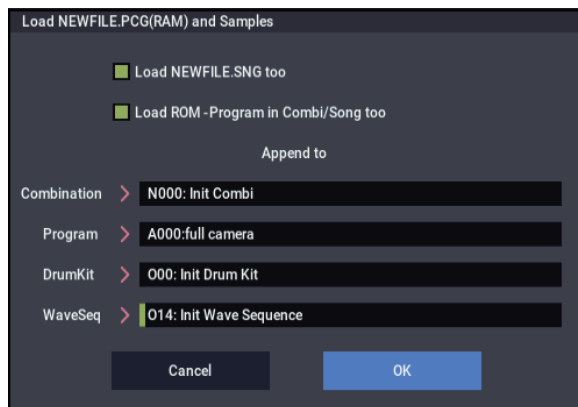 Load NEWFILE.PCG(RAM) and Samples
Load NEWFILE.SNG too
Load ROM -Program in Combi/Song too
Append to
Combination N000: Init Combi
Program A000:full camera
DrumKit O00: Init Drum Kit
WaveSeq O14: Init Wave Sequence
Cancel OK